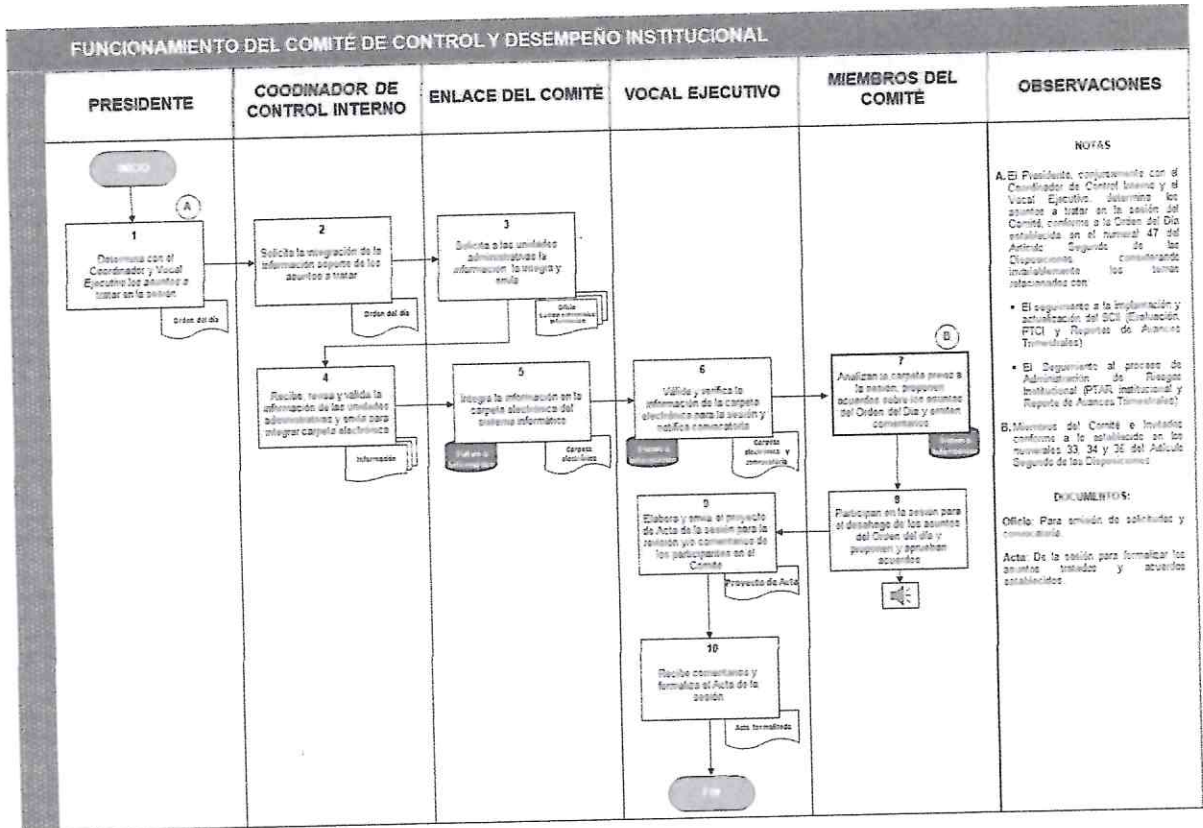 FUNCIONAMIENTO DEL COMITÉ DE CONTROL Y DESEMPEÑO INSTITUCIONAL
PRESIDENTE
COODINADOR DE
CONTROL INTERNO
ENLACE DEL COMITÉ
VOCAL EJECUTIVO
MIEMBROS DEL
COMITÉ
OBSERVACIONES
INICIO
A
1
Determina con el
Coordinador y Vocal
Ejecutivo los asuntos a
tratar en la sesión
Orden del día
2
Solicita la integración de la
información soporte de los
asuntos a tratar
Orden del día
3
Solicita a las unidades
administrativas la
información, la integra y
envía
Oficio
Información
4
Recibe, revisa y valida la
información de las unidades
administrativas y envía para
integrar carpeta electrónica
Información
5
Integra la información en la
carpeta electrónica del
sistema informático
Carpeta
electrónica
6
Válida y verifica la
información de la carpeta
electrónica para la sesión y
notifica convocatoria
Carpeta
electrónica y
convocatoria
B
7
Analizan la carpeta previo a
la sesión, proponen
acuerdos sobre los asuntos
del Orden del Día y emiten
comentarios
8
Participan en la sesión para
el desahogo de los asuntos
del Orden del día y
proponen y aprueban
acuerdos
9
Elabora y envía el proyecto
de Acta de la sesión para la
revisión y/o comentarios de
los participantes en el
Comité
Proyecto de Acta
10
Recibe comentarios y
formaliza el Acta de la
sesión
Acta formalizada
FIN
NOTAS
A. El Presidente, conjuntamente con el
Coordinador de Control Interno y el
Vocal Ejecutivo, determina los
asuntos a tratar en la sesión del
Comité, conforme a la Orden del Día
establecida en el numeral 47 del
Artículo Segundo de las
Disposiciones, considerando
invariablemente los temas
relacionados con:
• El seguimiento a la implementación y
actualización del SCII (Evaluación,
PTCI y Reportes de Avances
Trimestrales)
• El Seguimiento al proceso de
Administración de Riesgos
Institucional (PTAR Institucional y
Reporte de Avances Trimestrales)
B. Miembros del Comité e Invitados
conforme a lo establecido en los
numerales 33, 34 y 36 del Artículo
Segundo de las Disposiciones
DOCUMENTOS:
Oficio: Para emisión de solicitudes y
convocatoria.
Acta: De la sesión para formalizar los
asuntos tratados y acuerdos
establecidos.